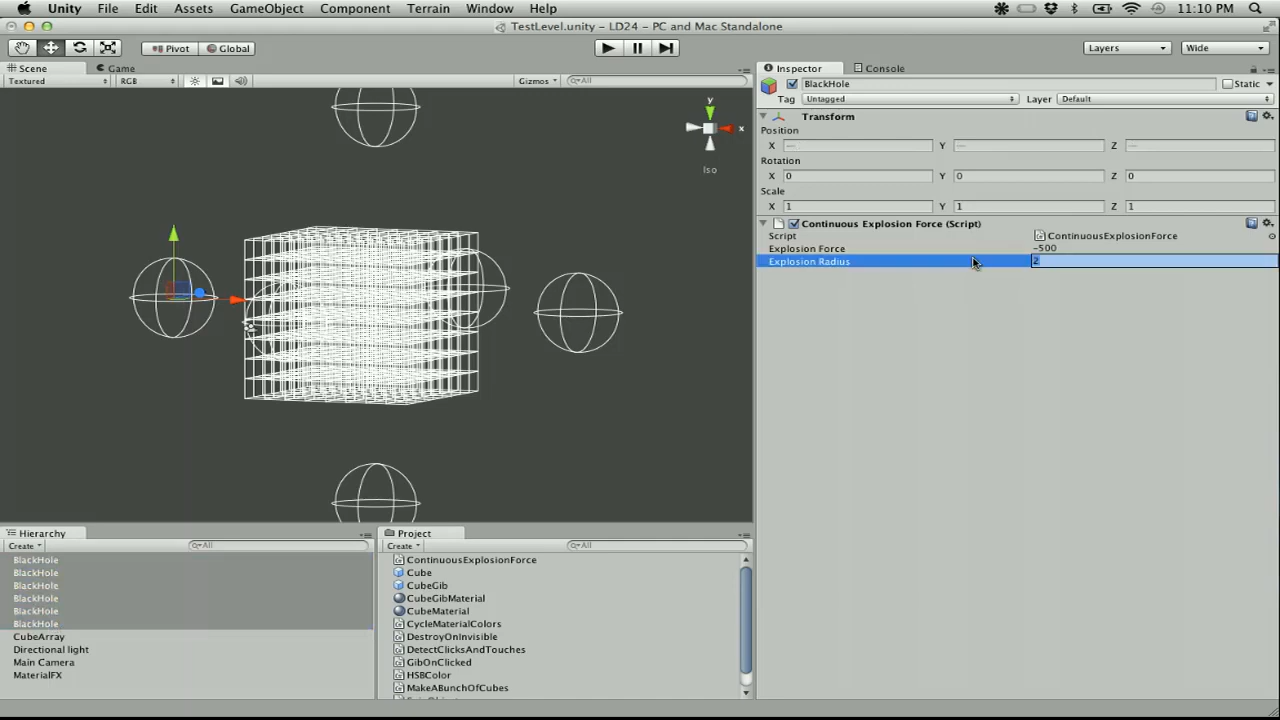 Unity File Edit Assets GameObject Component Terrain Window Help 11:10 PM
TestLevel.unity – LD24 – PC and Mac Standalone
Pivot Global Layers Wide
Scene Game Inspector Console
Textured RGB Gizmos All
BlackHole Static
Tag Untagged Layer Default
Transform
Position
X — Y — Z —
Rotation
X 0 Y 0 Z 0
Scale
X 1 Y 1 Z 1
y
x
Iso
Continuous Explosion Force (Script)
Script ContinuousExplosionForce
Explosion Force -500
Explosion Radius 2
Hierarchy Project
Create All Create All
BlackHole ContinuousExplosionForce
BlackHole Cube
BlackHole CubeGib
BlackHole CubeGibMaterial
BlackHole CubeMaterial
BlackHole CycleMaterialColors
CubeArray DestroyOnInvisible
Directional light DetectClicksAndTouches
Main Camera GibOnClicked
MaterialFX HSBColor
MakeABunchOfCubes